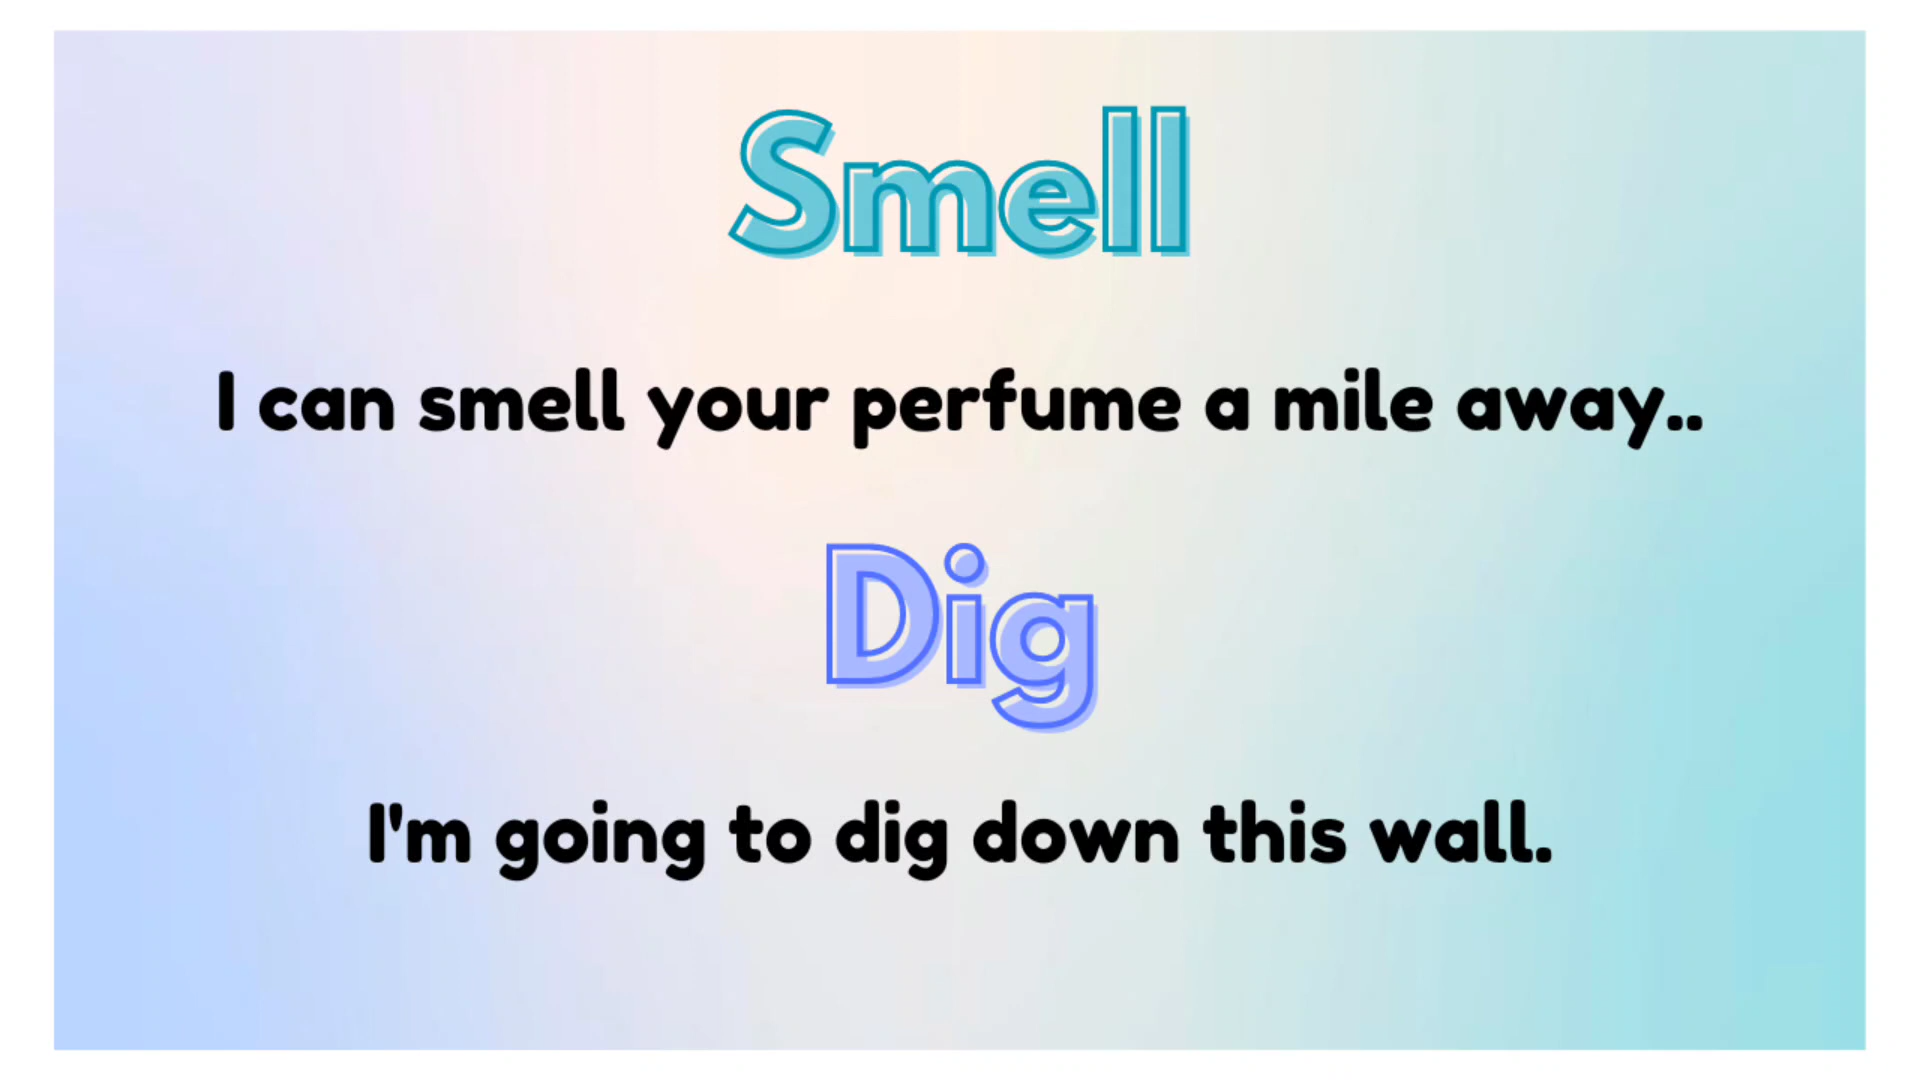 Smell
I can smell your perfume a mile away..
Dig
I'm going to dig down this wall.